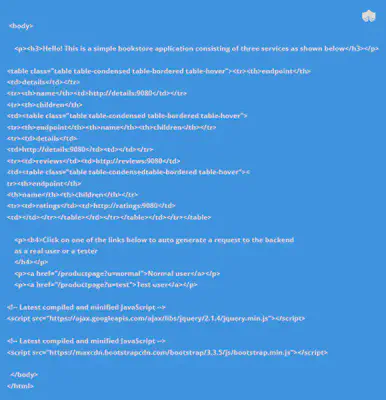 <body>
<p><h3>Hello! This is a simple bookstore application consisting of three services as shown below</h3></p>
<table class="table table-condensed table-bordered table-hover"><tr><th>endpoint</th>
<td>details</td></tr>
<tr><th>name</th><td>http://details:9080</td></tr>
<tr><th>children</th>
<td><table class="table table-condensed table-bordered table-hover">
<tr><th>endpoint</th><th>name</th><th>children</th></tr>
<tr><td>details</td>
<td>http://details:9080</td><td></td></tr>
<tr><td>reviews</td><td>http://reviews:9080</td>
<td><table class="table table-condensedtable-bordered table-hover"><
tr><th>endpoint</th>
<th>name</th><th>children</th></tr>
<tr><td>ratings</td><td>http://ratings:9080</td>
<td></td></tr></table></td></tr></table></td></tr></table>
<p><h4>Click on one of the links below to auto generate a request to the backend
as a real user or a tester
</h4></p>
<p><a href="/productpage?u=normal">Normal user</a></p>
<p><a href="/productpage?u=test">Test user</a></p>
<!-- Latest compiled and minified JavaScript -->
<script src="https://ajax.googleapis.com/ajax/libs/jquery/2.1.4/jquery.min.js"></script>
<!-- Latest compiled and minified JavaScript -->
<script src="https://maxcdn.bootstrapcdn.com/bootstrap/3.3.5/js/bootstrap.min.js"></script>
</body>
</html>